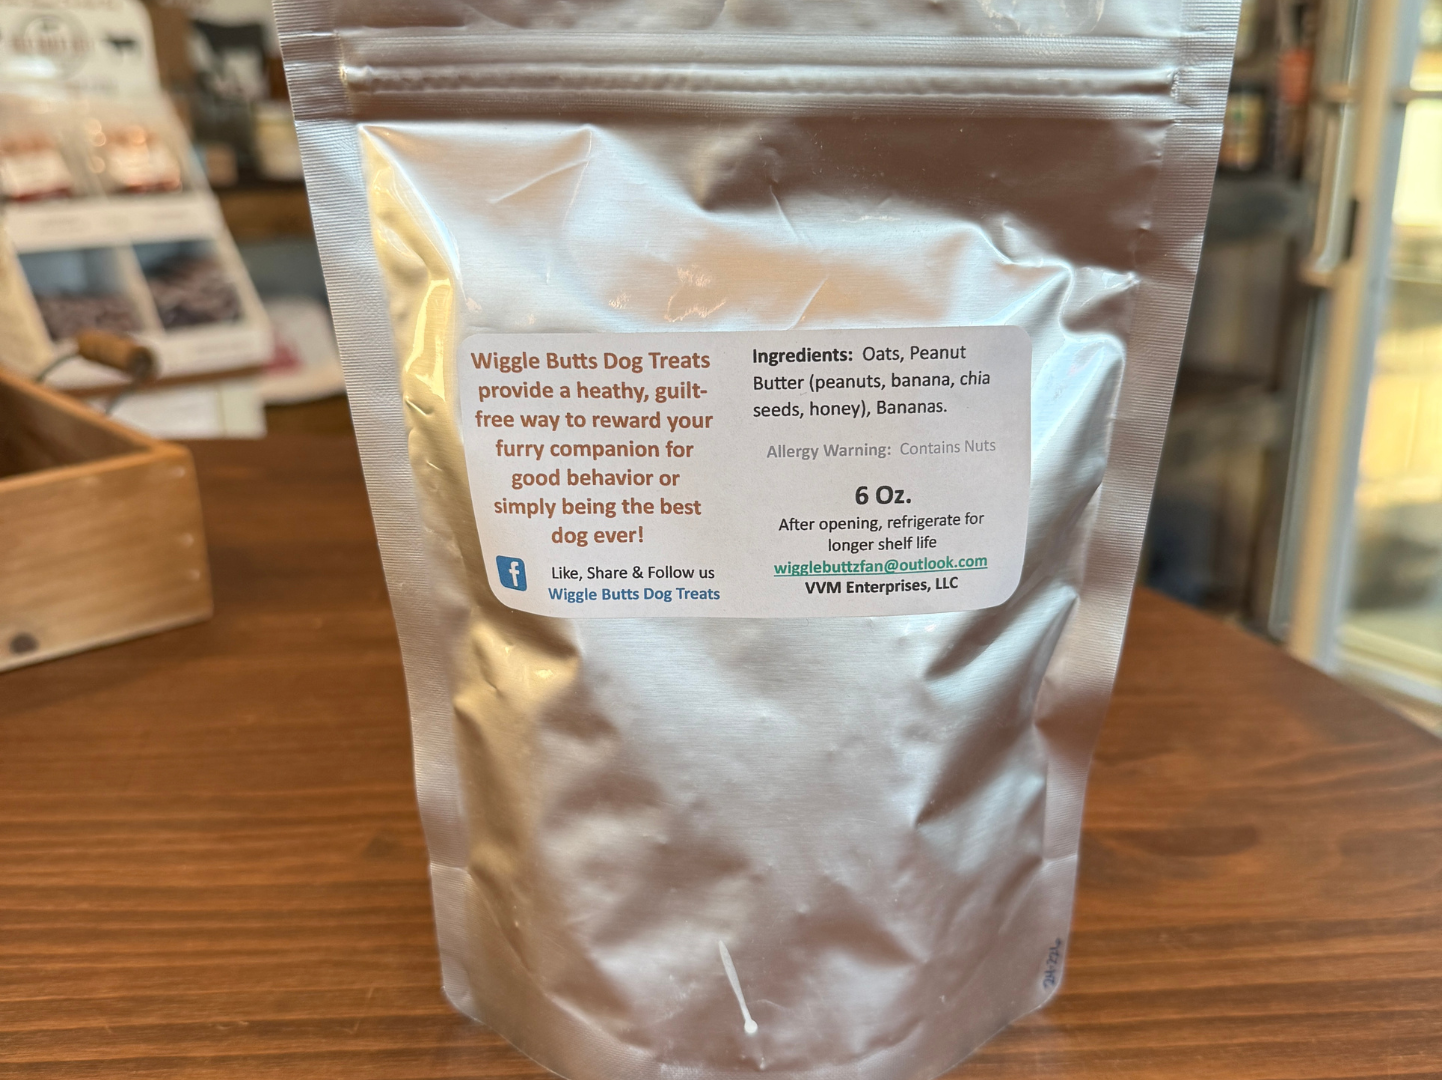 Wiggle Butts Dog Treats
provide a heathy, guilt-
free way to reward your
furry companion for
good behavior or
simply being the best
dog ever!
f
Like, Share & Follow us
Wiggle Butts Dog Treats
Ingredients: Oats, Peanut
Butter (peanuts, banana, chia
seeds, honey), Bananas.
Allergy Warning: Contains Nuts
6 Oz.
After opening, refrigerate for
longer shelf life
wigglebuttzfan@outlook.com
VVM Enterprises, LLC